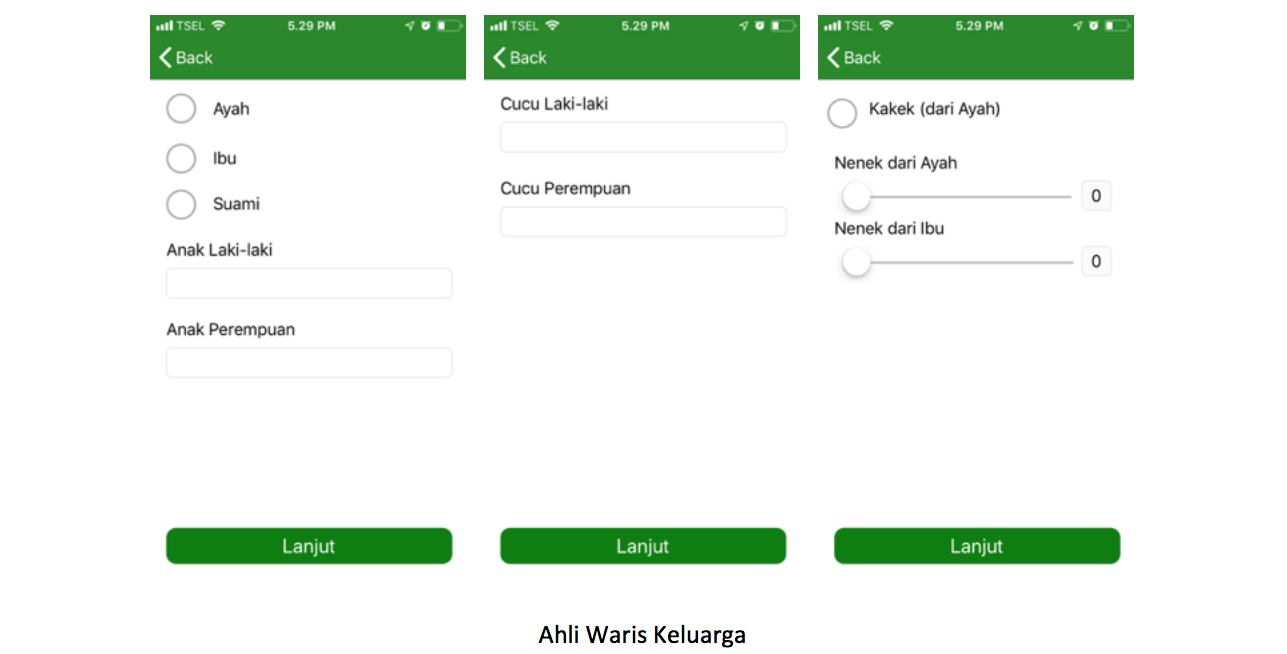 TSEL 5.29 PM
Back
Ayah
Ibu
Suami
Anak Laki-laki
Anak Perempuan
Lanjut
TSEL 5.29 PM
Back
Cucu Laki-laki
Cucu Perempuan
Lanjut
TSEL 5.29 PM
Back
Kakek (dari Ayah)
Nenek dari Ayah
0
Nenek dari Ibu
0
Lanjut
Ahli Waris Keluarga